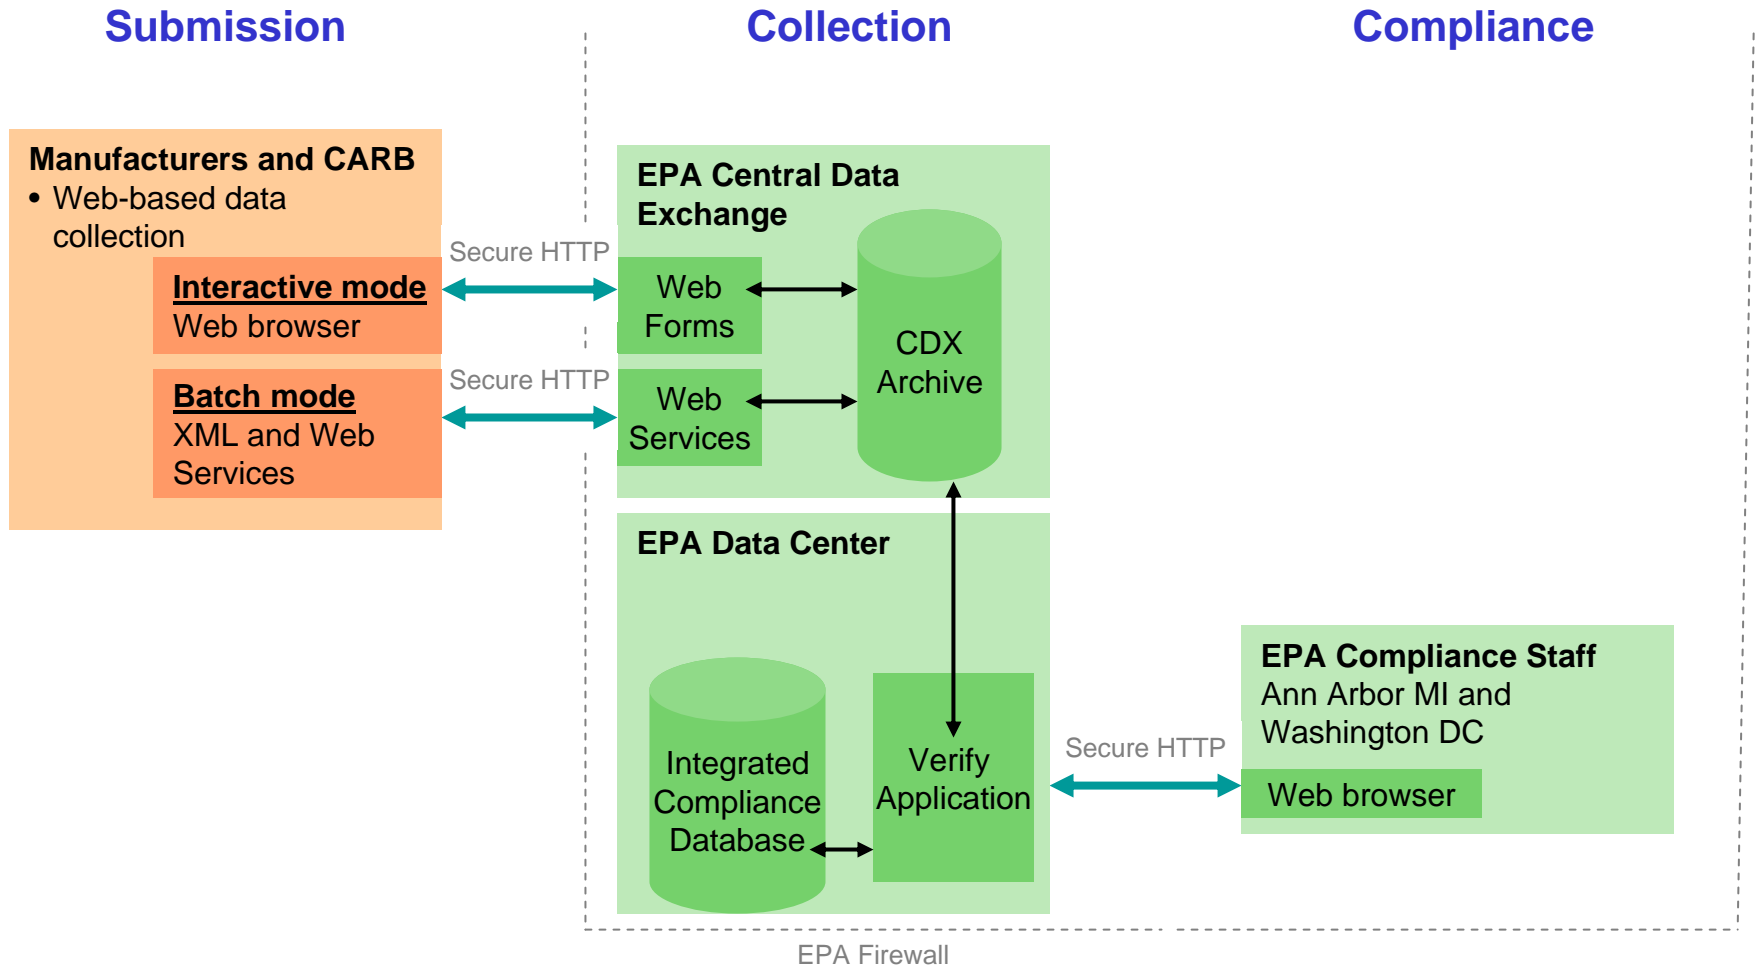 Submission
Collection
Compliance
Manufacturers and CARB
• Web-based data
collection
Interactive mode
Web browser
Batch mode
XML and Web
Services
Secure HTTP
Secure HTTP
EPA Central Data
Exchange
Web
Forms
Web
Services
CDX
Archive
EPA Data Center
Integrated
Compliance
Database
Verify
Application
Secure HTTP
EPA Compliance Staff
Ann Arbor MI and
Washington DC
Web browser
EPA Firewall